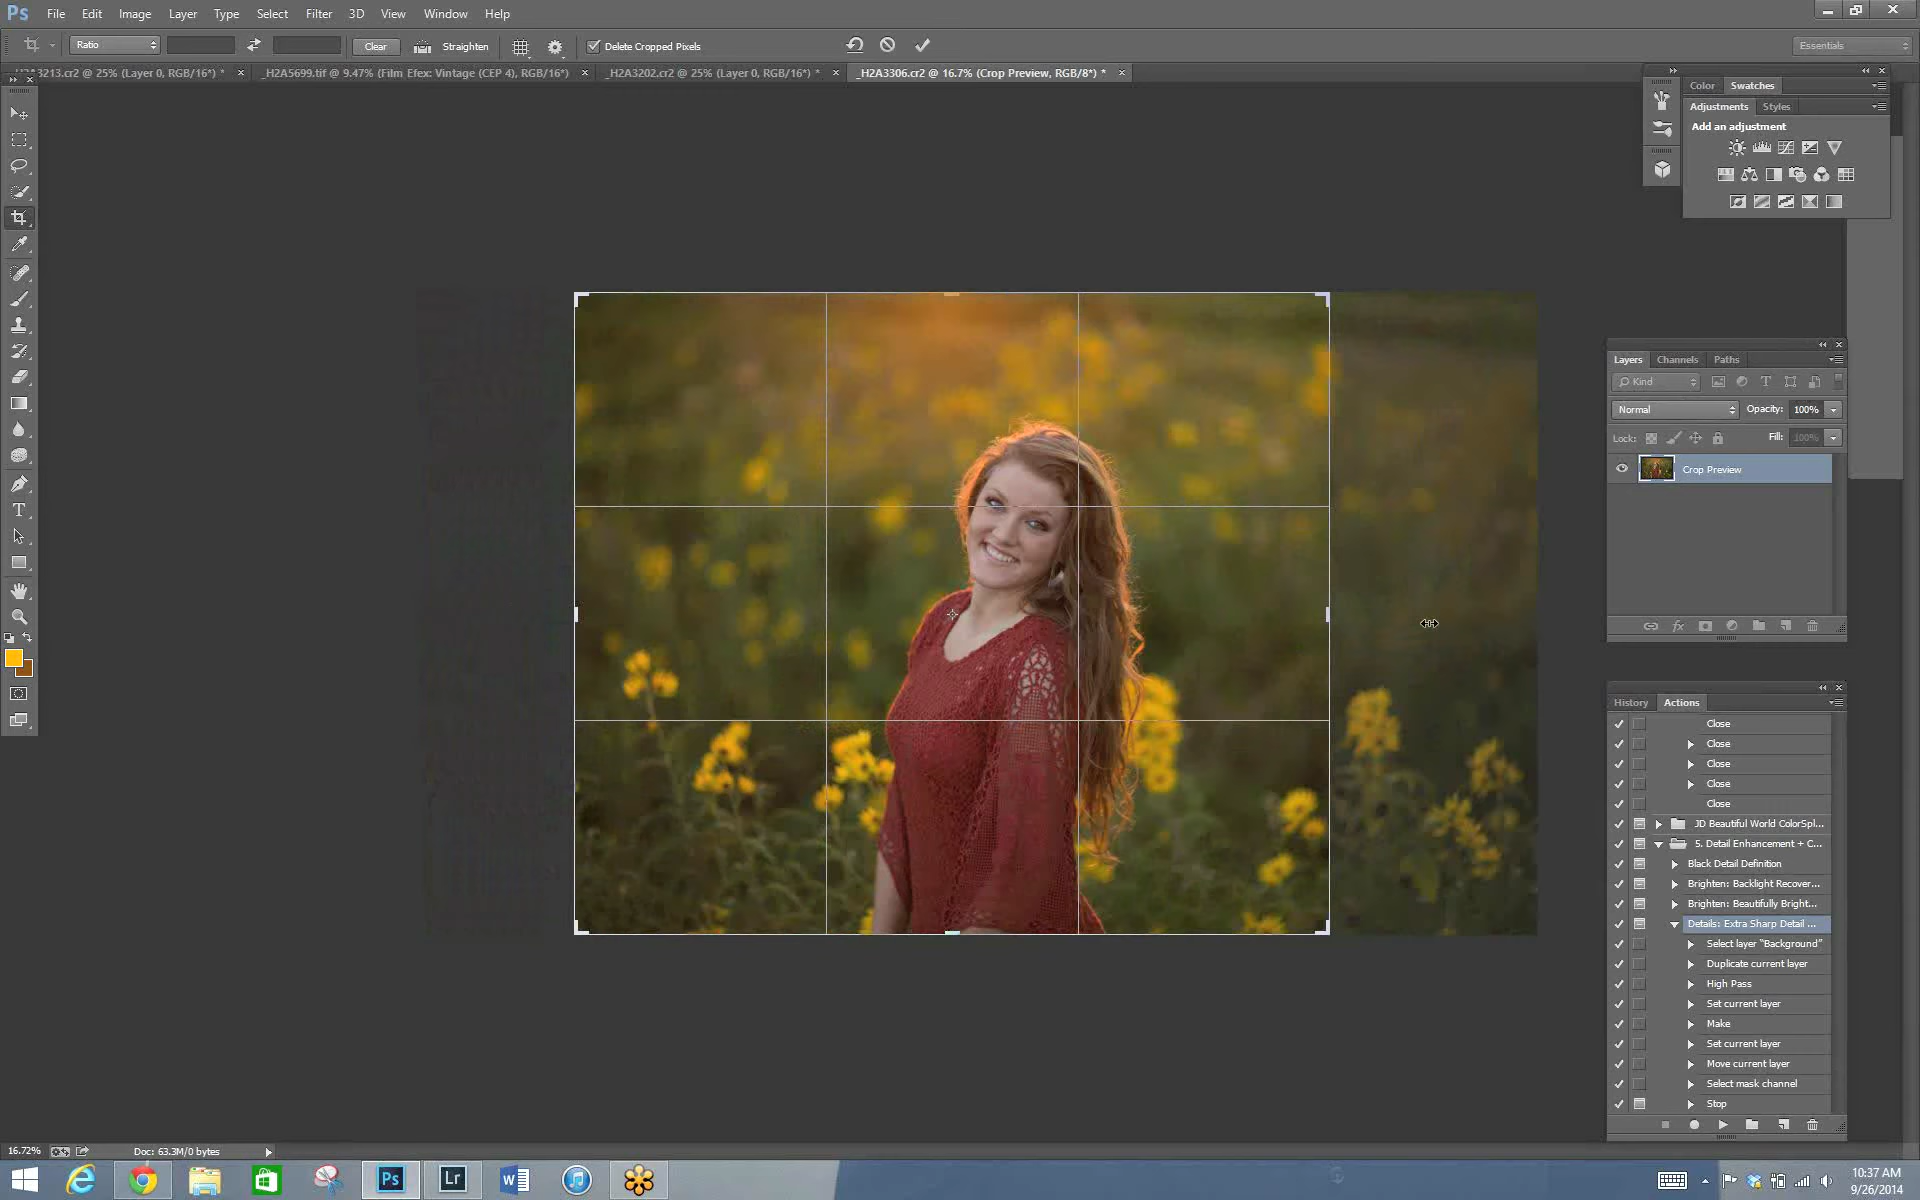 Ps File Edit Image Layer Type Select Filter 3D View Window Help
Ratio Clear Straighten Delete Cropped Pixels Essentials
3213.cr2 @ 25% (Layer 0, RGB/16*) * _H2A5699.tif @ 9.47% (Film Efex: Vintage (CEP 4), RGB/16*) _H2A3202.cr2 @ 25% (Layer 0, RGB/16*) * _H2A3306.cr2 @ 16.7% (Crop Preview, RGB/8*) *
Color Swatches
Adjustments Styles
Add an adjustment
Layers Channels Paths
Kind
Normal Opacity: 100%
Lock: Fill: 100%
Crop Preview
History Actions
Close
Close
Close
Close
Close
JD Beautiful World ColorSpl...
5. Detail Enhancement + C...
Black Detail Definition
Brighten: Backlight Recover...
Brighten: Beautifully Bright...
Details: Extra Sharp Detail ...
Select layer "Background"
Duplicate current layer
High Pass
Set current layer
Make
Set current layer
Move current layer
Select mask channel
Stop
16.72% Doc: 63.3M/0 bytes
Ps Lr W
10:37 AM
9/26/2014